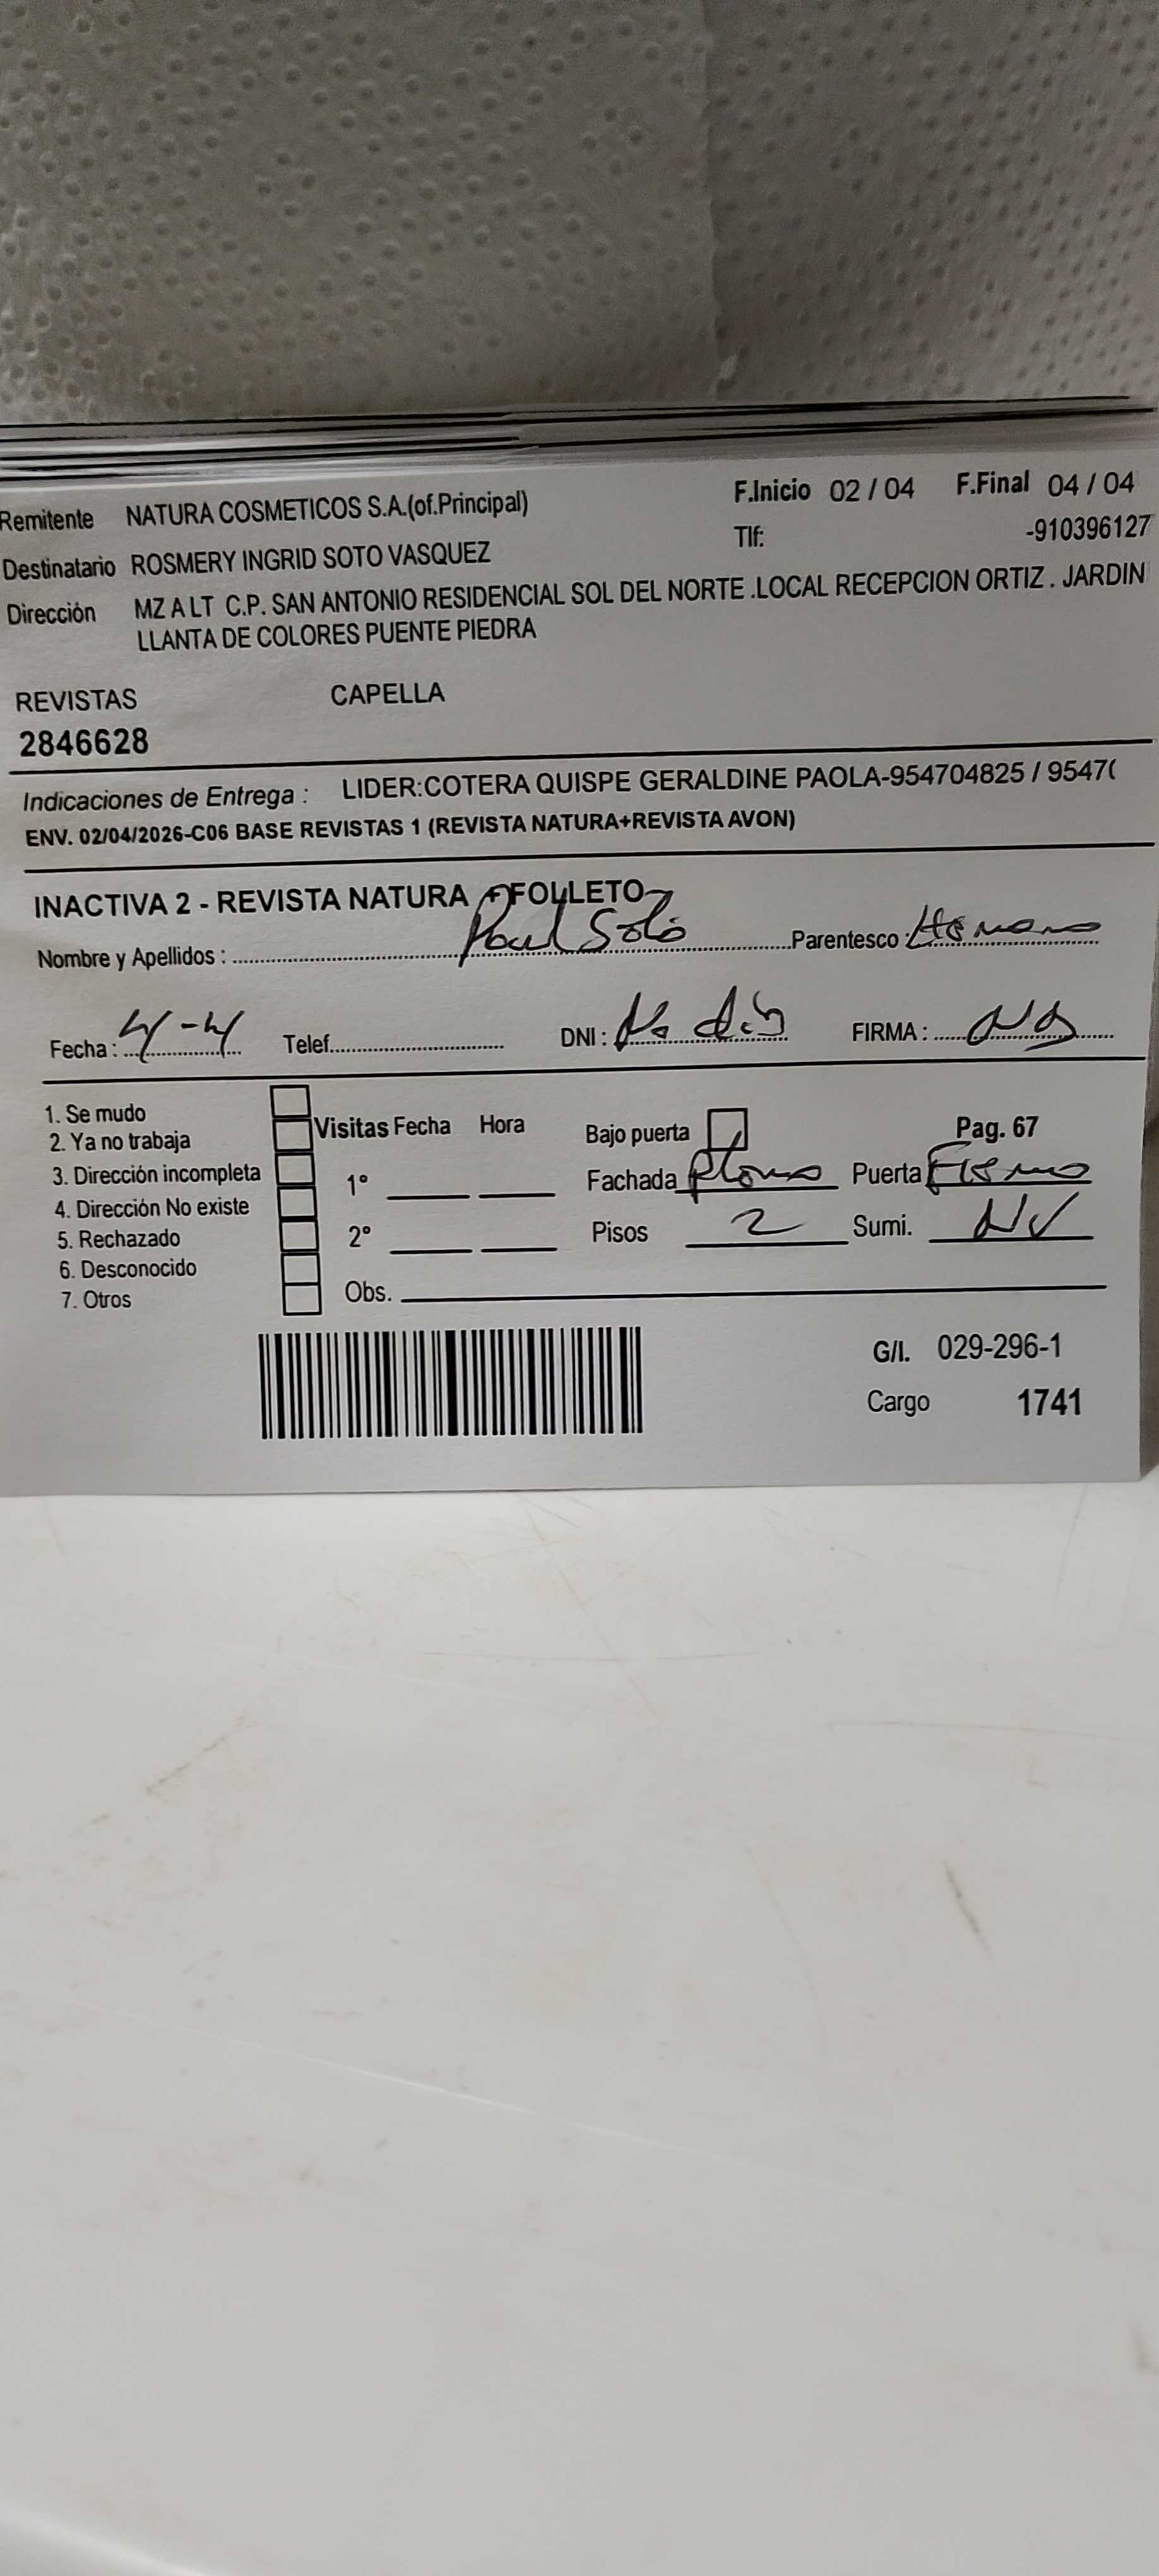 Remitente NATURA COSMETICOS S.A.(of.Principal) F.Inicio 02 / 04 F.Final 04 / 04
Tlf: -910396127
Destinatario ROSMERY INGRID SOTO VASQUEZ
Dirección MZ A LT C.P. SAN ANTONIO RESIDENCIAL SOL DEL NORTE .LOCAL RECEPCION ORTIZ . JARDIN
LLANTA DE COLORES PUENTE PIEDRA
REVISTAS CAPELLA
2846628
Indicaciones de Entrega : LIDER:COTERA QUISPE GERALDINE PAOLA-954704825 / 9547(
ENV. 02/04/2026-C06 BASE REVISTAS 1 (REVISTA NATURA+REVISTA AVON)
INACTIVA 2 - REVISTA NATURA + FOLLETO
Nombre y Apellidos : Parentesco :
Fecha : 4-4 Telef. DNI : No dio FIRMA :
1. Se mudo
2. Ya no trabaja
3. Dirección incompleta
4. Dirección No existe
5. Rechazado
6. Desconocido
7. Otros
Visitas Fecha Hora
1°
2°
Obs.
Bajo puerta Pag. 67
Fachada Plomo Puerta Fierro
Pisos 2 Sumi.
G/I. 029-296-1
Cargo 1741